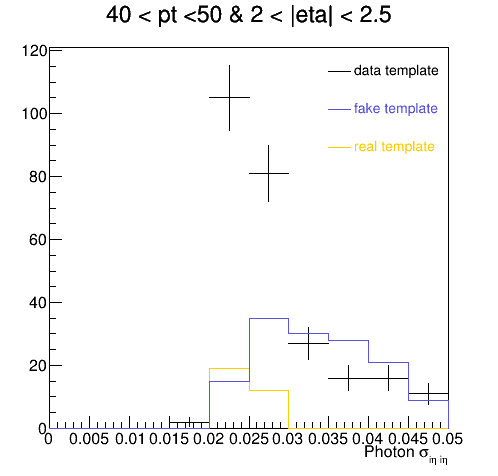 40 < pt <50 & 2 < |eta| < 2.5
120
100
80
60
40
20
0
data template
fake template
real template
0 0.005 0.01 0.015 0.02 0.025 0.03 0.035 0.04 0.045 0.05
Photon σiη iη